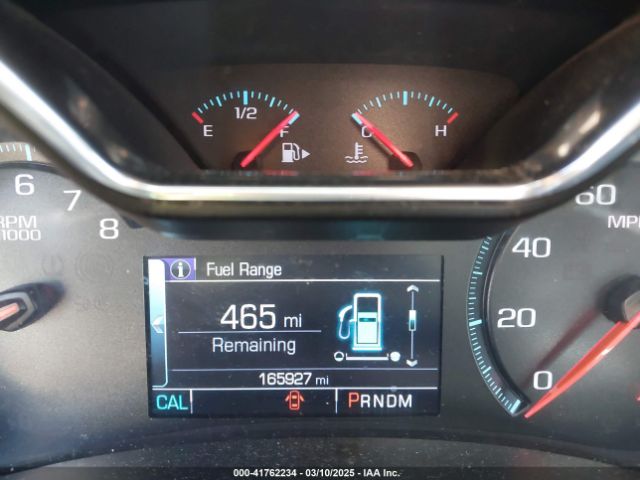 1/2
E F C H
6 7 8
RPM
1000
60
MPH
40
20
0
Fuel Range
465 mi
Remaining
165927 mi
CAL PRNDM
000-41762234 - 03/10/2025 - IAA Inc.